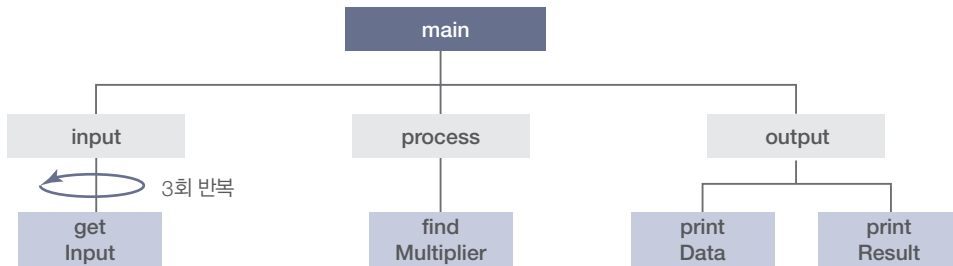 main
input
process
output
3회 반복
get
Input
find
Multiplier
print
Data
print
Result